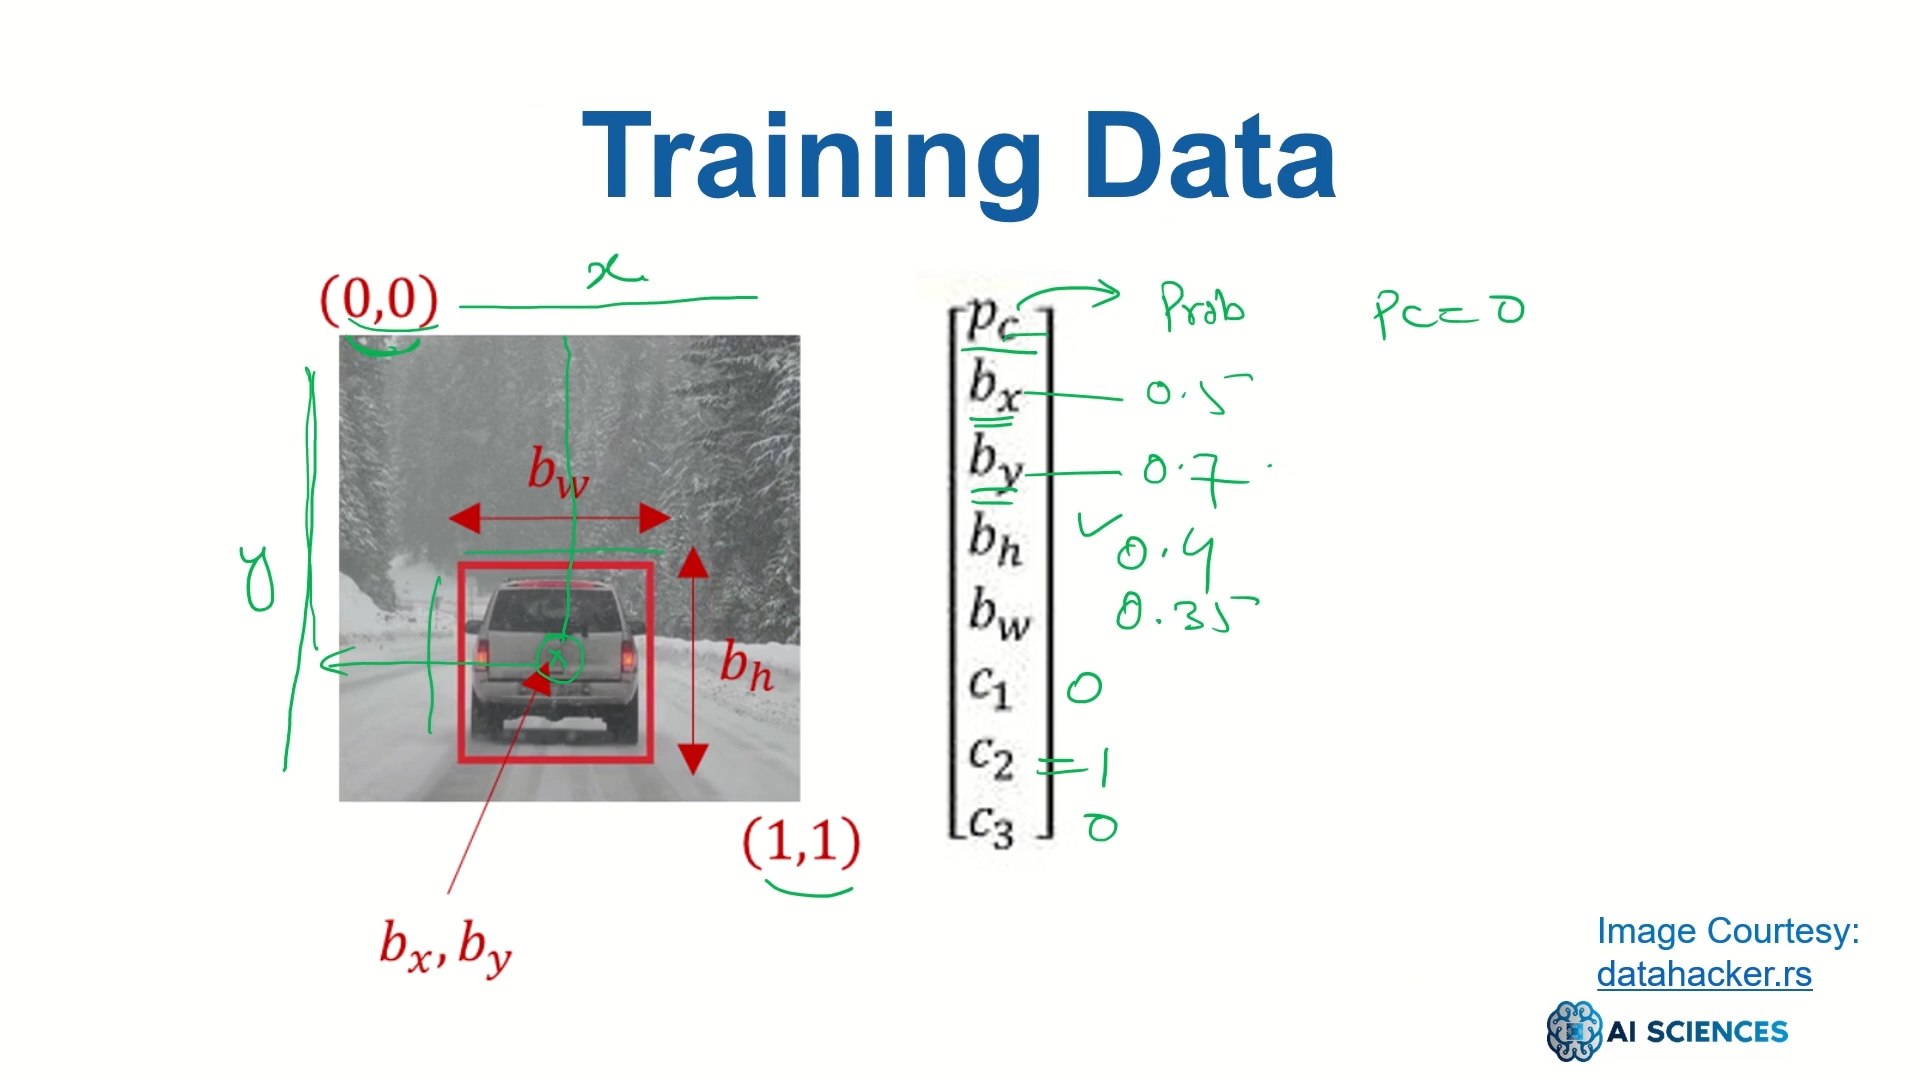 Training Data
(0,0)
x
y
b_w
b_h
b_x, b_y
(1,1)
p_c Prob Pc = 0
b_x 0.5
b_y 0.7
b_h ✓ 0.4
b_w 0.35
c_1 0
c_2 = 1
c_3 0
Image Courtesy:
datahacker.rs
AI SCIENCES